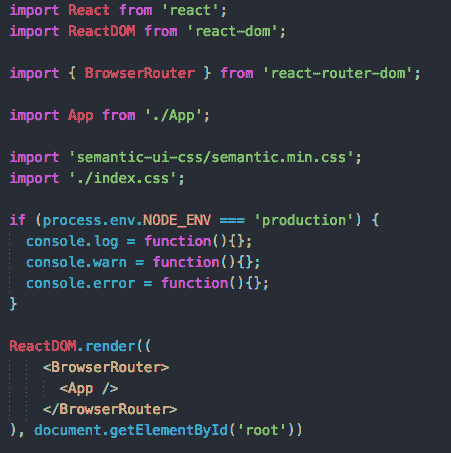 import React from 'react';
import ReactDOM from 'react-dom';

import { BrowserRouter } from 'react-router-dom';

import App from './App';

import 'semantic-ui-css/semantic.min.css';
import './index.css';

if (process.env.NODE_ENV === 'production') {
  console.log = function(){};
  console.warn = function(){};
  console.error = function(){};
}

ReactDOM.render((
    <BrowserRouter>
      <App />
    </BrowserRouter>
), document.getElementById('root'))